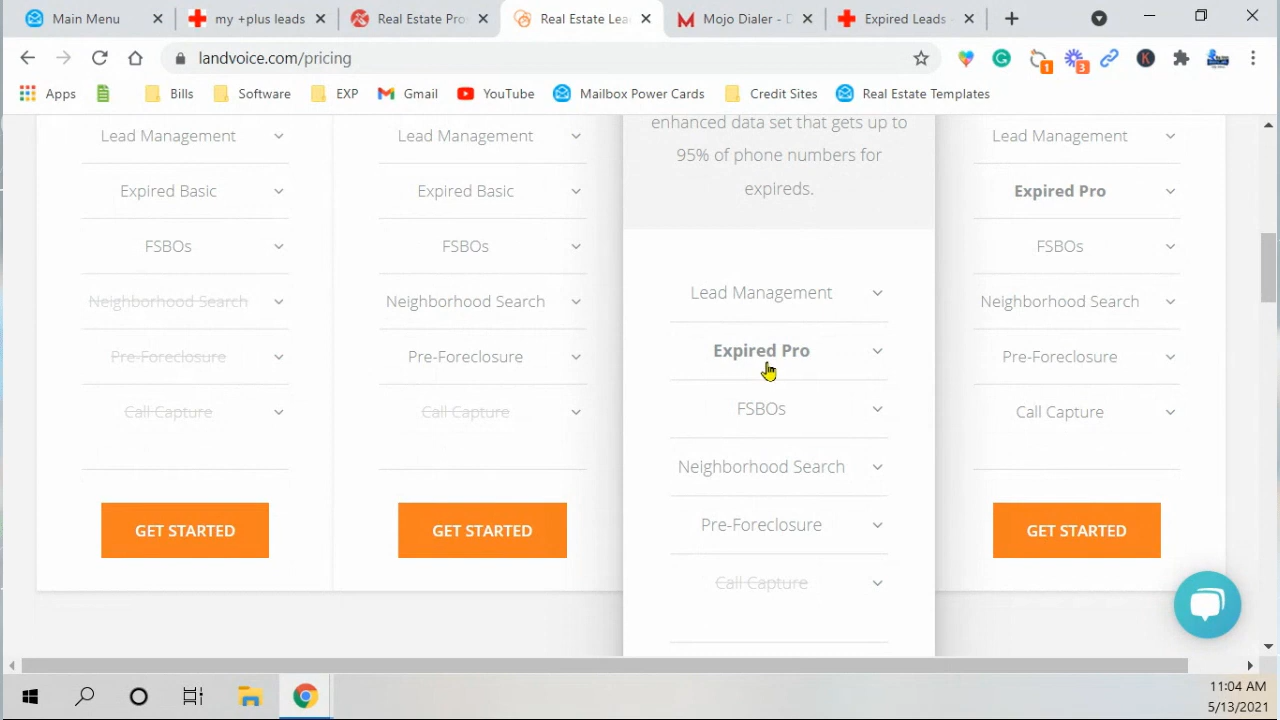 Main Menu
my +plus leads
Real Estate Pro
Real Estate Lea
Mojo Dialer - D
Expired Leads -
landvoice.com/pricing
1
3
K
Apps
Bills
Software
EXP
Gmail
YouTube
Mailbox Power Cards
Credit Sites
Real Estate Templates
Lead Management
Expired Basic
FSBOs
Neighborhood Search
Pre-Foreclosure
Call Capture
GET STARTED
Lead Management
Expired Basic
FSBOs
Neighborhood Search
Pre-Foreclosure
Call Capture
GET STARTED
enhanced data set that gets up to
95% of phone numbers for
expireds.
Lead Management
Expired Pro
FSBOs
Neighborhood Search
Pre-Foreclosure
Call Capture
Lead Management
Expired Pro
FSBOs
Neighborhood Search
Pre-Foreclosure
Call Capture
GET STARTED
11:04 AM
5/13/2021